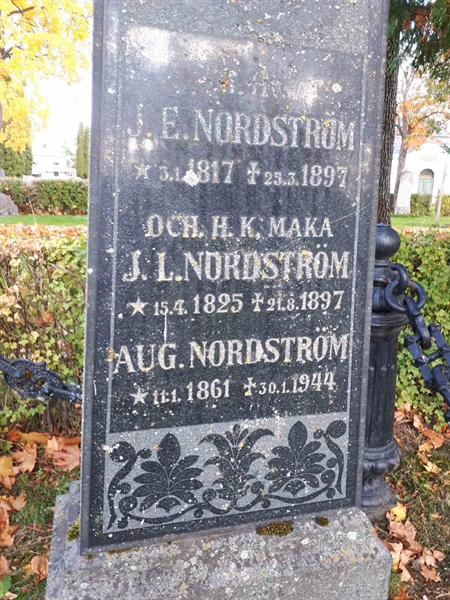 J. E. NORDSTRÖM
★ 3.1.1817 ✝ 25.3.1897
OCH. H. K. MAKA
J. L. NORDSTRÖM
★ 15.4.1825 ✝ 21.8.1897
AUG. NORDSTRÖM
★ 11.1.1861 ✝ 30.1.1944